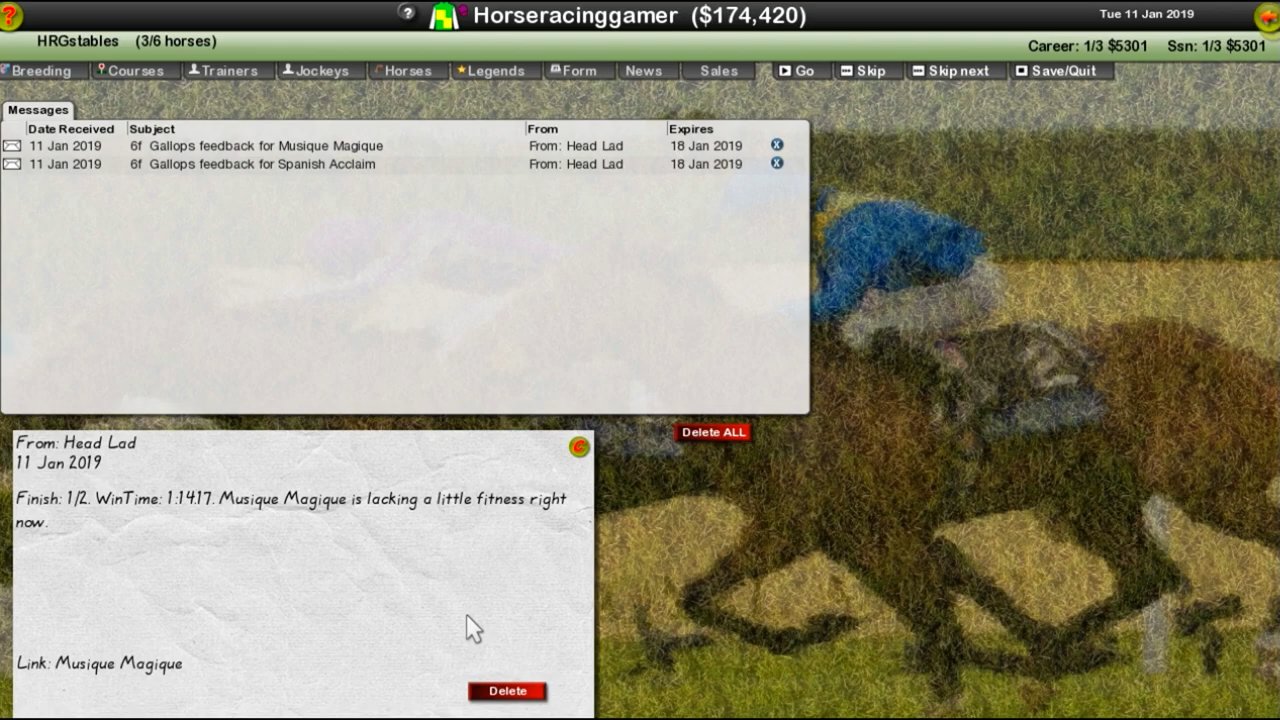 ? Horseracinggamer ($174,420) Tue 11 Jan 2019
HRGstables (3/6 horses) Career: 1/3 $5301 Ssn: 1/3 $5301
Breeding Courses Trainers Jockeys Horses Legends Form News Sales Go Skip Skip next Save/Quit
Messages
Date Received Subject From Expires
11 Jan 2019 6f Gallops feedback for Musique Magique From: Head Lad 18 Jan 2019 X
11 Jan 2019 6f Gallops feedback for Spanish Acclaim From: Head Lad 18 Jan 2019 X
Delete ALL
From: Head Lad
11 Jan 2019
Finish: 1/2. WinTime: 1:14.17. Musique Magique is lacking a little fitness right
now.
Link: Musique Magique
Delete